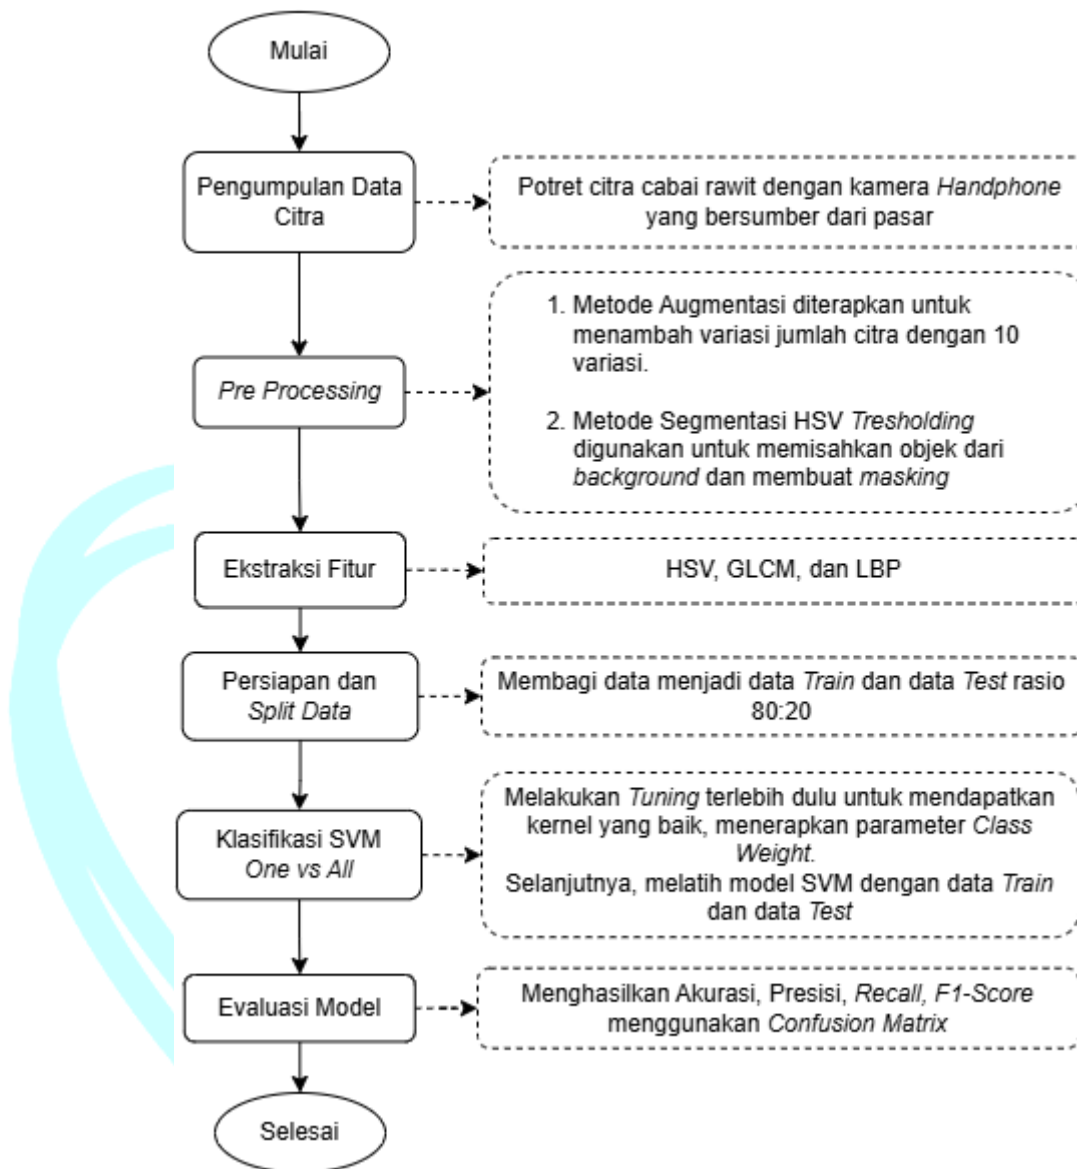 Mulai
Pengumpulan Data
Citra
Potret citra cabai rawit dengan kamera Handphone
yang bersumber dari pasar
Pre Processing
1. Metode Augmentasi diterapkan untuk
menambah variasi jumlah citra dengan 10
variasi.
2. Metode Segmentasi HSV Tresholding
digunakan untuk memisahkan objek dari
background dan membuat masking
Ekstraksi Fitur
HSV, GLCM, dan LBP
Persiapan dan
Split Data
Membagi data menjadi data Train dan data Test rasio
80:20
Klasifikasi SVM
One vs All
Melakukan Tuning terlebih dulu untuk mendapatkan
kernel yang baik, menerapkan parameter Class
Weight.
Selanjutnya, melatih model SVM dengan data Train
dan data Test
Evaluasi Model
Menghasilkan Akurasi, Presisi, Recall, F1-Score
menggunakan Confusion Matrix
Selesai